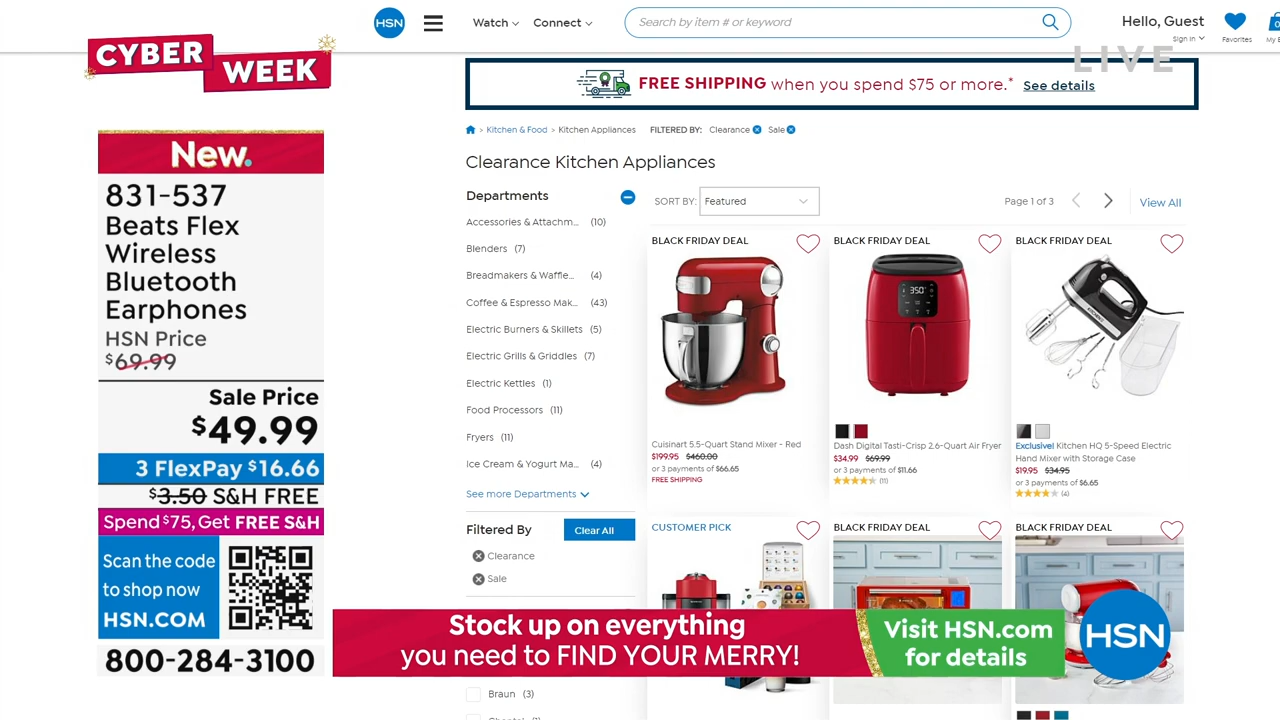 HSN
Watch
Connect
Search by item # or keyword
Hello, Guest
Sign In
Favorites
0
LIVE
CYBER
WEEK
FREE SHIPPING when you spend $75 or more.* See details
> Kitchen & Food > Kitchen Appliances FILTERED BY: Clearance Sale
Clearance Kitchen Appliances
New.
831-537
Beats Flex
Wireless
Bluetooth
Earphones
HSN Price
$69.99
Sale Price
$49.99
3 FlexPay $16.66
$3.50 S&H FREE
Spend $75, Get FREE S&H
Scan the code
to shop now
HSN.COM
800-284-3100
Departments
Accessories & Attachm... (10)
Blenders (7)
Breadmakers & Waffle... (4)
Coffee & Espresso Mak... (43)
Electric Burners & Skillets (5)
Electric Grills & Griddles (7)
Electric Kettles (1)
Food Processors (11)
Fryers (11)
Ice Cream & Yogurt Ma... (4)
See more Departments
Filtered By
Clear All
Clearance
Sale
Braun (3)
SORT BY: Featured
Page 1 of 3
View All
BLACK FRIDAY DEAL
Cuisinart 5.5-Quart Stand Mixer - Red
$199.95 $460.00
or 3 payments of $66.65
FREE SHIPPING
BLACK FRIDAY DEAL
350°
Dash Digital Tasti-Crisp 2.6-Quart Air Fryer
$34.99 $69.99
or 3 payments of $11.66
(11)
BLACK FRIDAY DEAL
Exclusive! Kitchen HQ 5-Speed Electric
Hand Mixer with Storage Case
$19.95 $34.95
or 3 payments of $6.65
(4)
CUSTOMER PICK
BLACK FRIDAY DEAL
BLACK FRIDAY DEAL
Stock up on everything
you need to FIND YOUR MERRY!
Visit HSN.com
for details
HSN